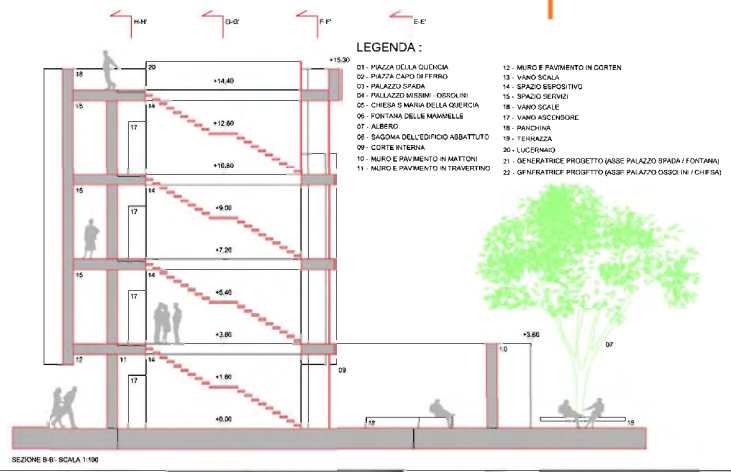 H-H' G-G' F-F' E-E'
LEGENDA :
01 - PIAZZA DELLA QUERCIA
02 - PIAZZA CAPO DI FERRO
03 - PALAZZO SPADA
04 - PALLAZZO MISSIMI - OSSOLINI
05 - CHIESA S MARIA DELLA QUERCIA
06 - FONTANA DELLE MAMMELLE
07 - ALBERO
08 - SAGOMA DELL'EDIFICIO ABBATTUTO
09 - CORTE INTERNA
10 - MURO E PAVIMENTO IN MATTONI
11 - MURO E PAVIMENTO IN TRAVERTINO
12 - MURO E PAVIMENTO IN CORTEN
13 - VANO SCALA
14 - SPAZIO ESPOSITIVO
15 - SPAZIO SERVIZI
16 - VANO SCALE
17 - VANO ASCENSORE
18 - PANCHINA
19 - TERRAZZA
20 - LUCERNAIO
21 - GENERATRICE PROGETTO (ASSE PALAZZO SPADA / FONTANA)
22 - GENERATRICE PROGETTO (ASSE PALAZZO OSSOLINI / CHIESA)
+15.30
18 20
+14,40
15
17 +12,60
+10,80
15 14
17 +9,00
+7,20
15 14
17 +5,40
+3,60 +3,60
12 11 09 07
17 +1,60
+0,00
18 18
SEZIONE B-B'- SCALA 1:100